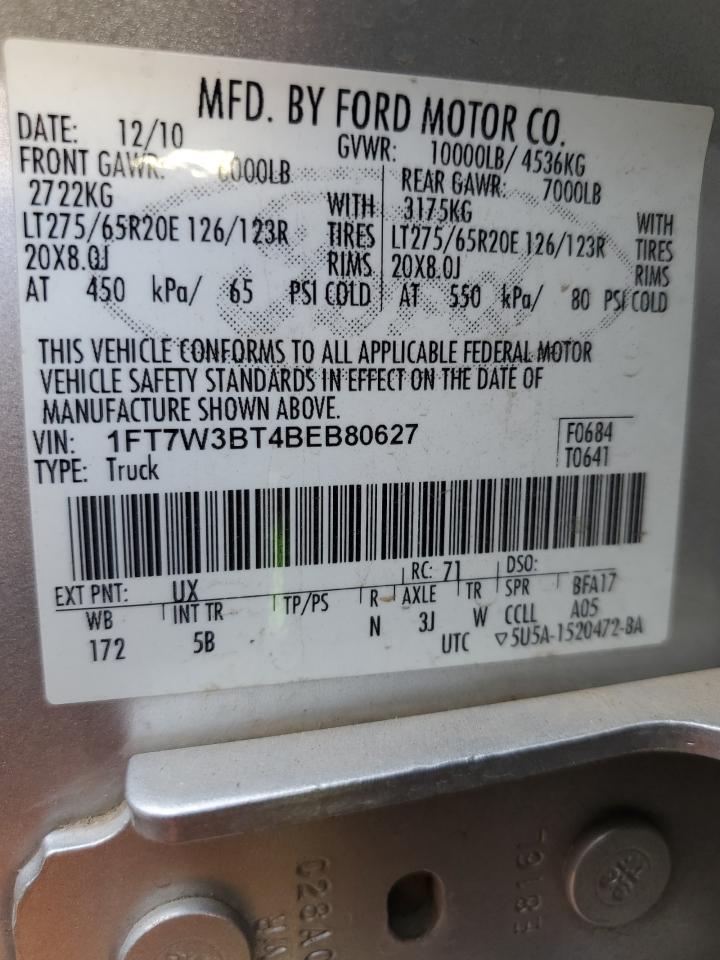 MFD. BY FORD MOTOR CO.
DATE: 12/10 GVWR: 10000LB/ 4536KG
FRONT GAWR: 6000LB REAR GAWR: 7000LB
2722KG WITH 3175KG WITH
LT275/65R20E 126/123R TIRES LT275/65R20E 126/123R TIRES
20X8.0J RIMS 20X8.0J RIMS
AT 450 kPa/ 65 PSI COLD AT 550 kPa/ 80 PSI COLD
THIS VEHICLE CONFORMS TO ALL APPLICABLE FEDERAL MOTOR
VEHICLE SAFETY STANDARDS IN EFFECT ON THE DATE OF
MANUFACTURE SHOWN ABOVE.
VIN: 1FT7W3BT4BEB80627 F0684
TYPE: Truck T0641
EXT PNT: UX RC: 71 DSO:
WB INT TR TP/PS R AXLE TR SPR BFA17
172 5B N 3J W CCLL A05
UTC ▽5U5A-1520472-BA
79183